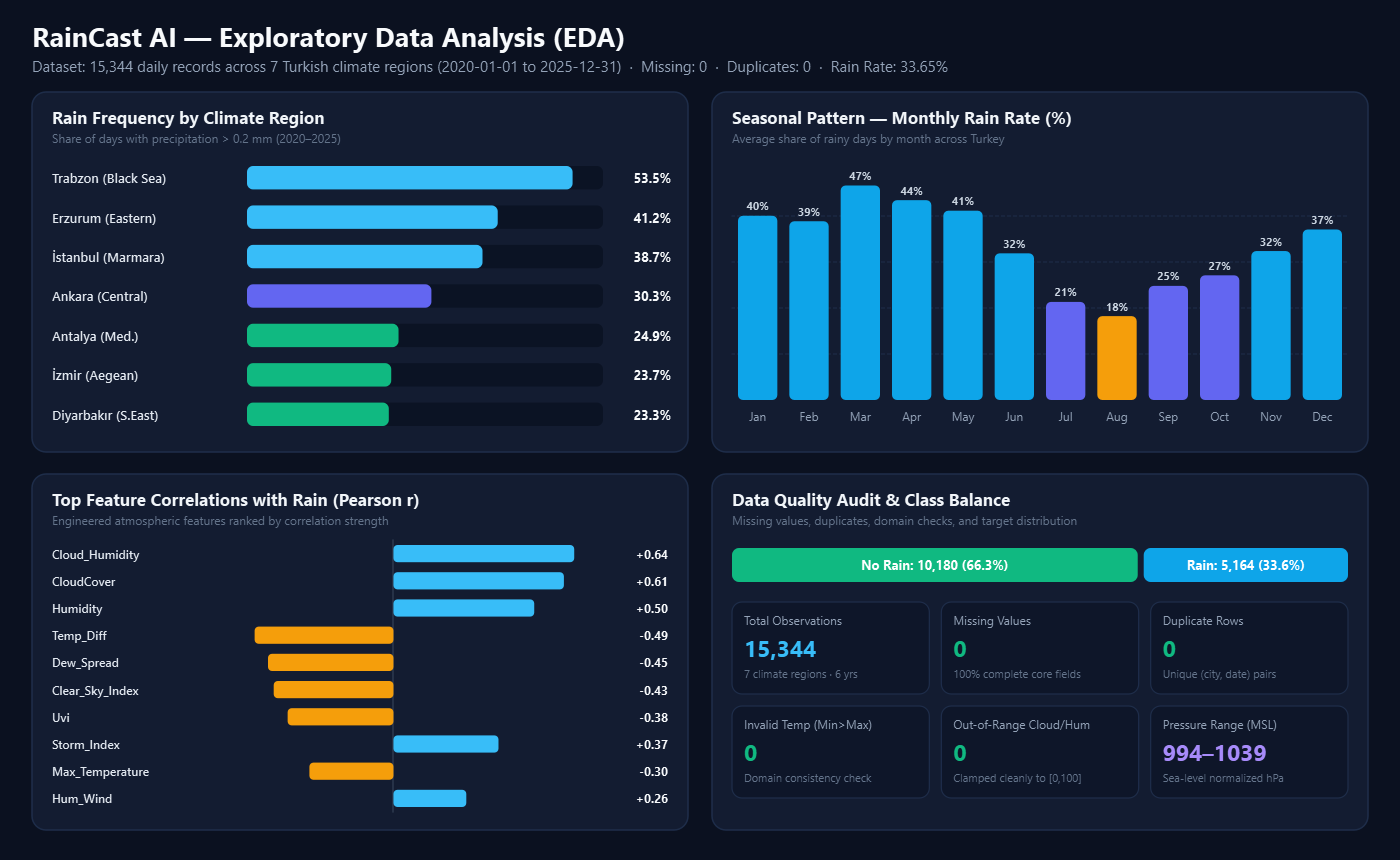 RainCast AI — Exploratory Data Analysis (EDA)
Dataset: 15,344 daily records across 7 Turkish climate regions (2020-01-01 to 2025-12-31) · Missing: 0 · Duplicates: 0 · Rain Rate: 33.65%
Rain Frequency by Climate Region
Share of days with precipitation > 0.2 mm (2020–2025)
Trabzon (Black Sea) 53.5%
Erzurum (Eastern) 41.2%
İstanbul (Marmara) 38.7%
Ankara (Central) 30.3%
Antalya (Med.) 24.9%
İzmir (Aegean) 23.7%
Diyarbakır (S.East) 23.3%
Seasonal Pattern — Monthly Rain Rate (%)
Average share of rainy days by month across Turkey
40% 39% 47% 44% 41% 32% 21% 18% 25% 27% 32% 37%
Jan Feb Mar Apr May Jun Jul Aug Sep Oct Nov Dec
Top Feature Correlations with Rain (Pearson r)
Engineered atmospheric features ranked by correlation strength
Cloud_Humidity +0.64
CloudCover +0.61
Humidity +0.50
Temp_Diff -0.49
Dew_Spread -0.45
Clear_Sky_Index -0.43
Uvi -0.38
Storm_Index +0.37
Max_Temperature -0.30
Hum_Wind +0.26
Data Quality Audit & Class Balance
Missing values, duplicates, domain checks, and target distribution
No Rain: 10,180 (66.3%) Rain: 5,164 (33.6%)
Total Observations
15,344
7 climate regions · 6 yrs
Missing Values
0
100% complete core fields
Duplicate Rows
0
Unique (city, date) pairs
Invalid Temp (Min>Max)
0
Domain consistency check
Out-of-Range Cloud/Hum
0
Clamped cleanly to [0,100]
Pressure Range (MSL)
994–1039
Sea-level normalized hPa